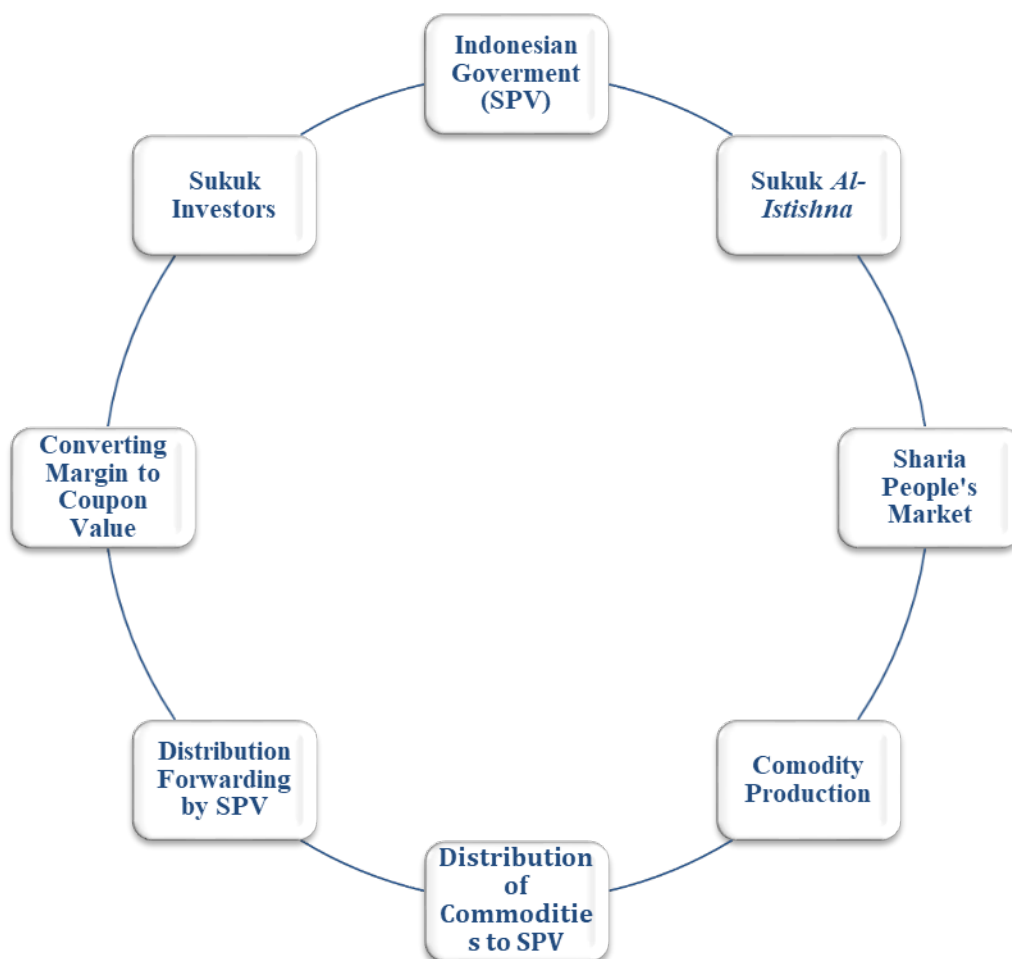 Indonesian
Goverment
(SPV)
Sukuk Al-
Istishna
Sharia
People's
Market
Comodity
Production
Distribution
of
Commoditie
s to SPV
Distribution
Forwarding
by SPV
Converting
Margin to
Coupon
Value
Sukuk
Investors